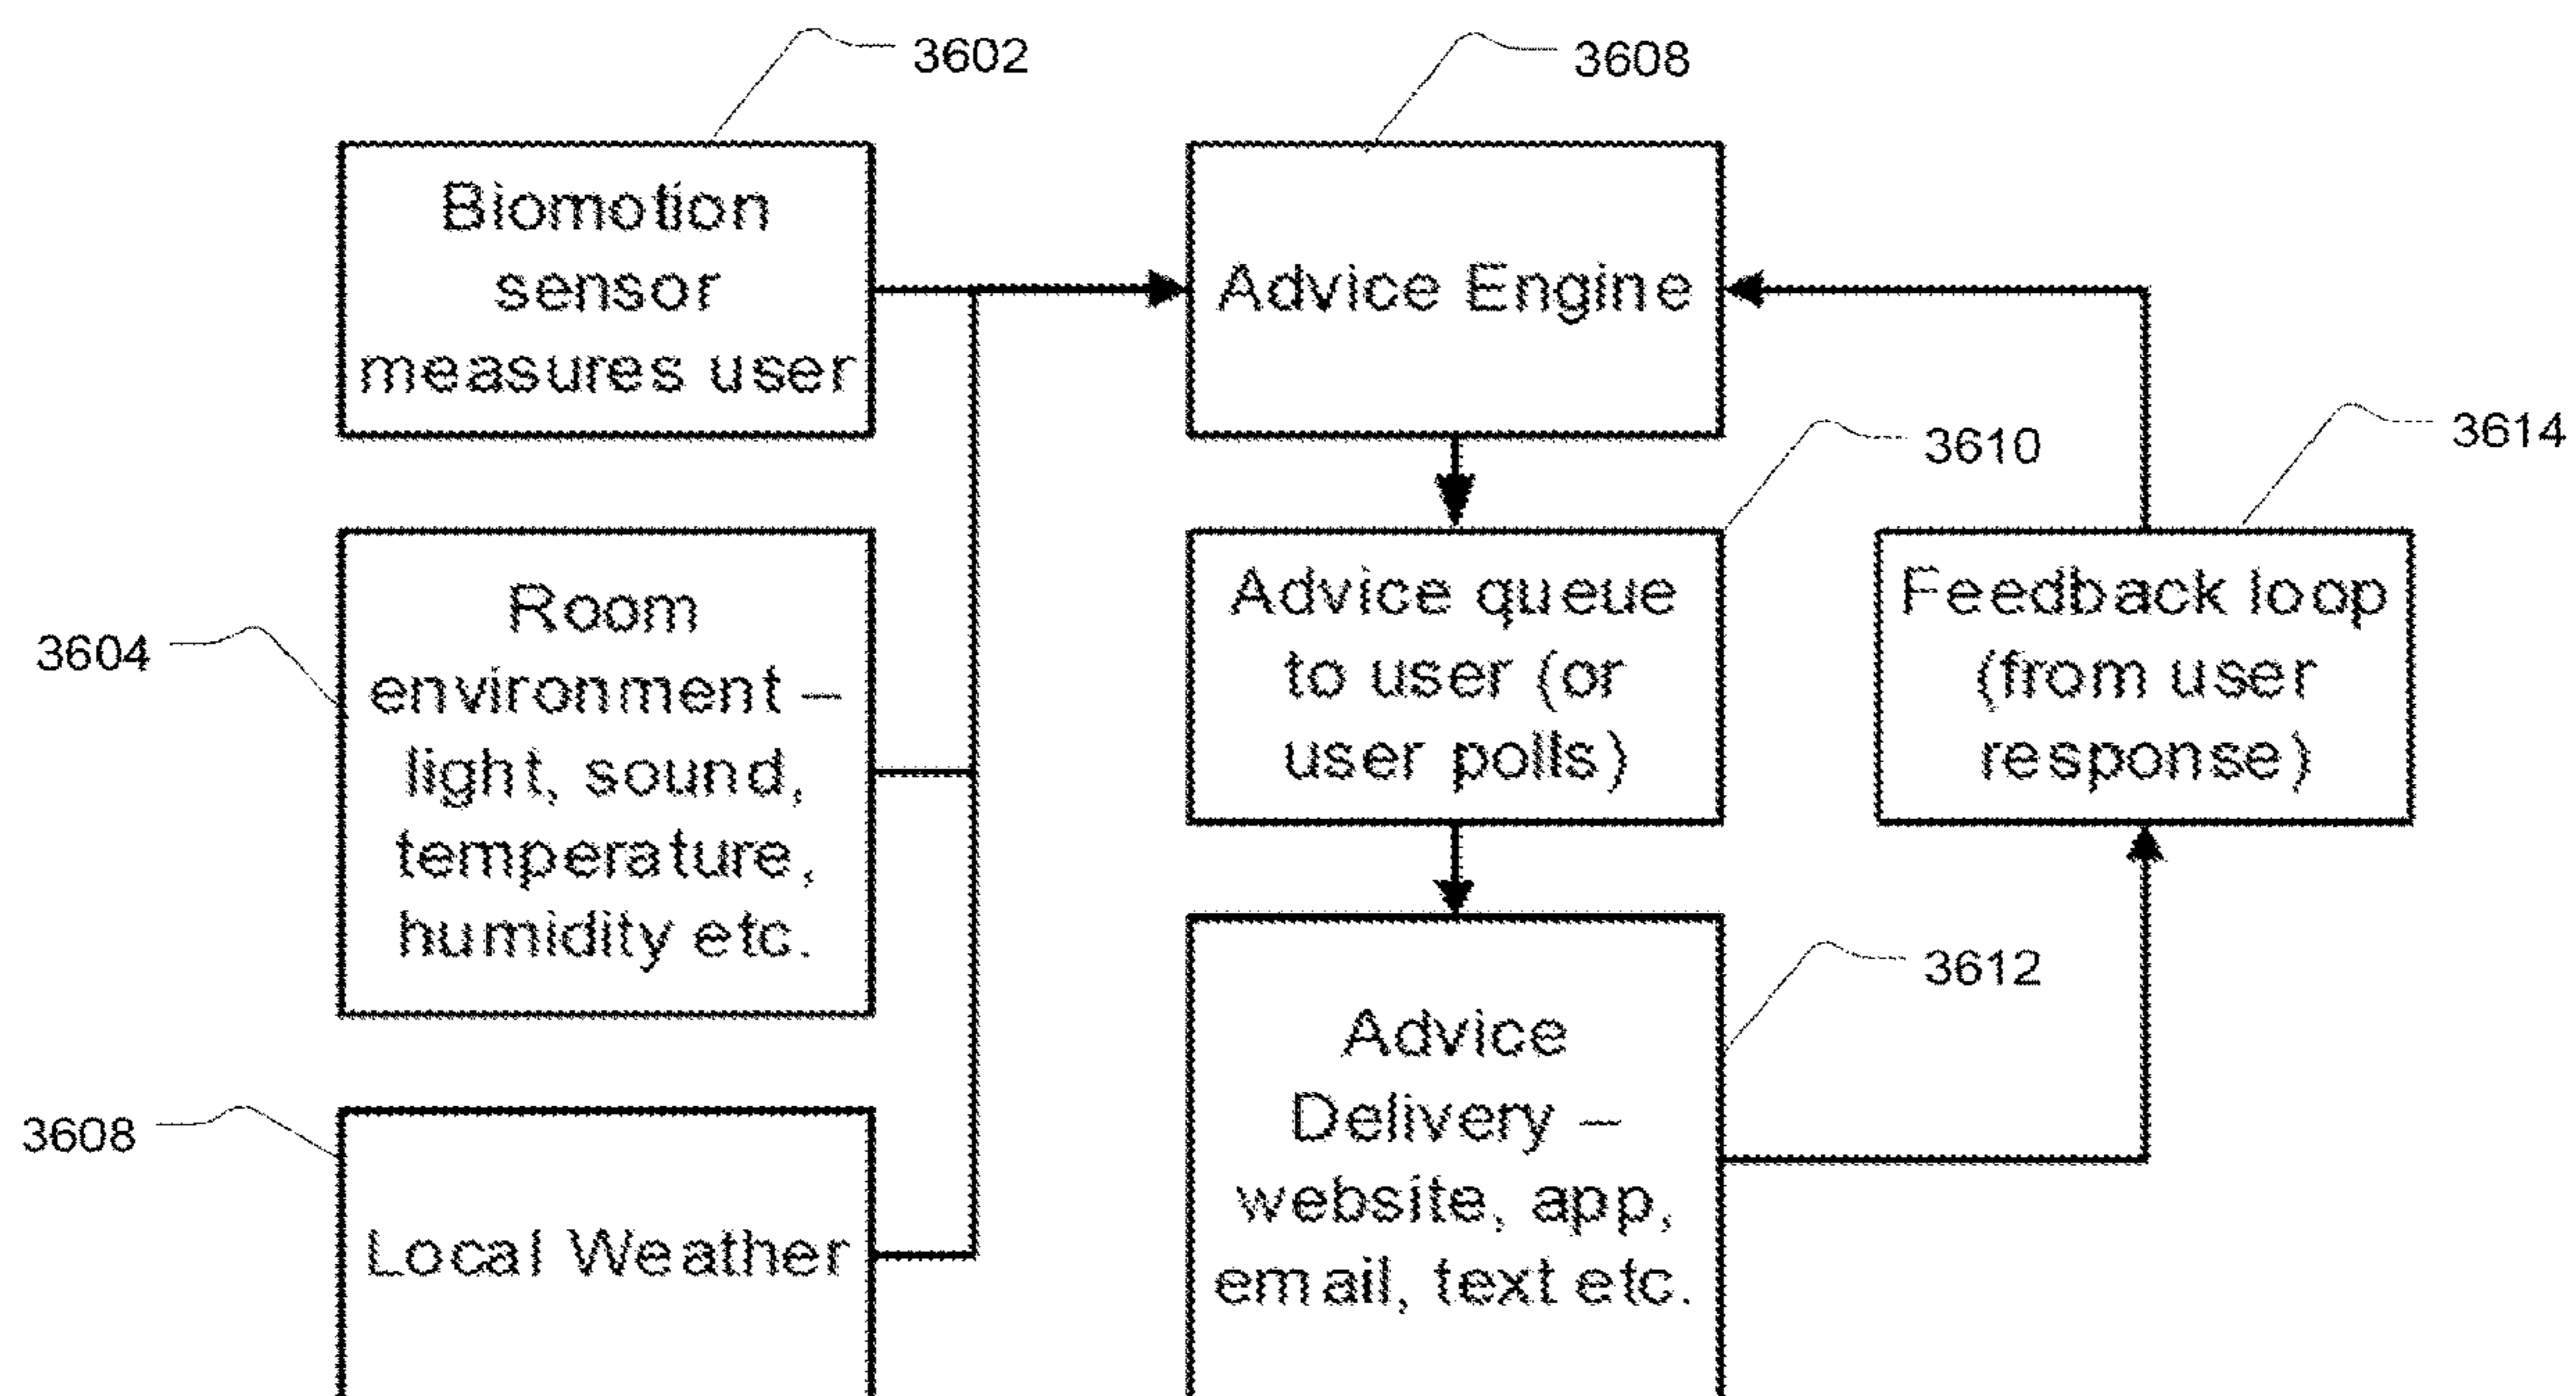 3602
Biomotion
sensor
measures user
3604
Room
environment –
light, sound,
temperature,
humidity etc.
3608
Local Weather
3608
Advice Engine
3610
Advice queue
to user (or
user polls)
3612
Advice
Delivery –
website, app,
email, text etc.
3614
Feedback loop
(from user
response)